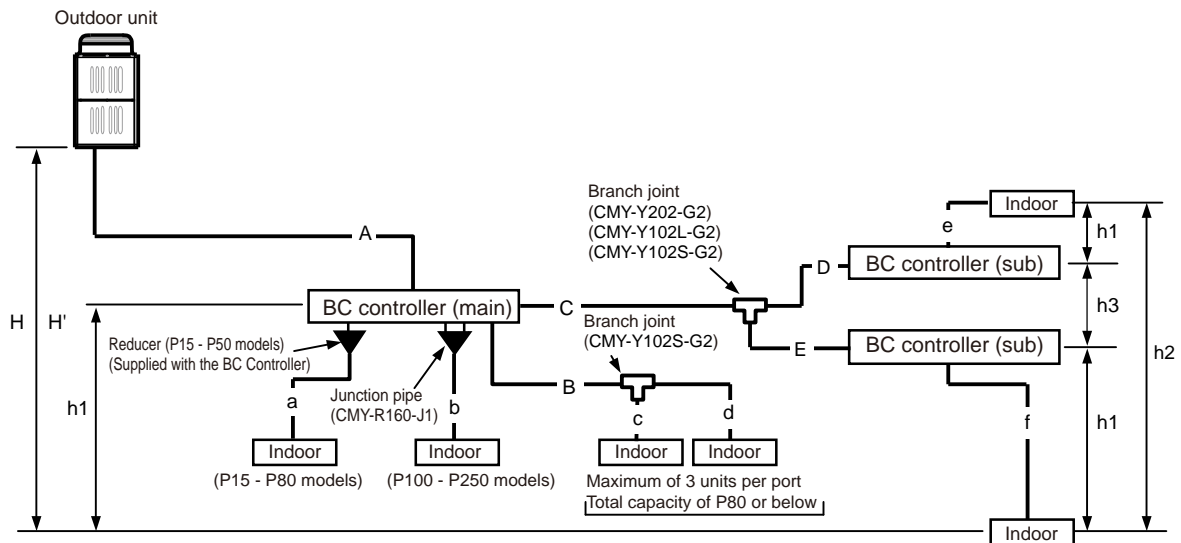 Outdoor unit
A
H
H'
h1
BC controller (main)
Reducer (P15 - P50 models)
(Supplied with the BC Controller)
a
Indoor
(P15 - P80 models)
Junction pipe
(CMY-R160-J1)
b
Indoor
(P100 - P250 models)
C
B
Branch joint
(CMY-Y102S-G2)
c
d
Indoor
Indoor
Maximum of 3 units per port
Total capacity of P80 or below
Branch joint
(CMY-Y202-G2)
(CMY-Y102L-G2)
(CMY-Y102S-G2)
D
E
e
Indoor
BC controller (sub)
BC controller (sub)
f
Indoor
h1
h3
h1
h2